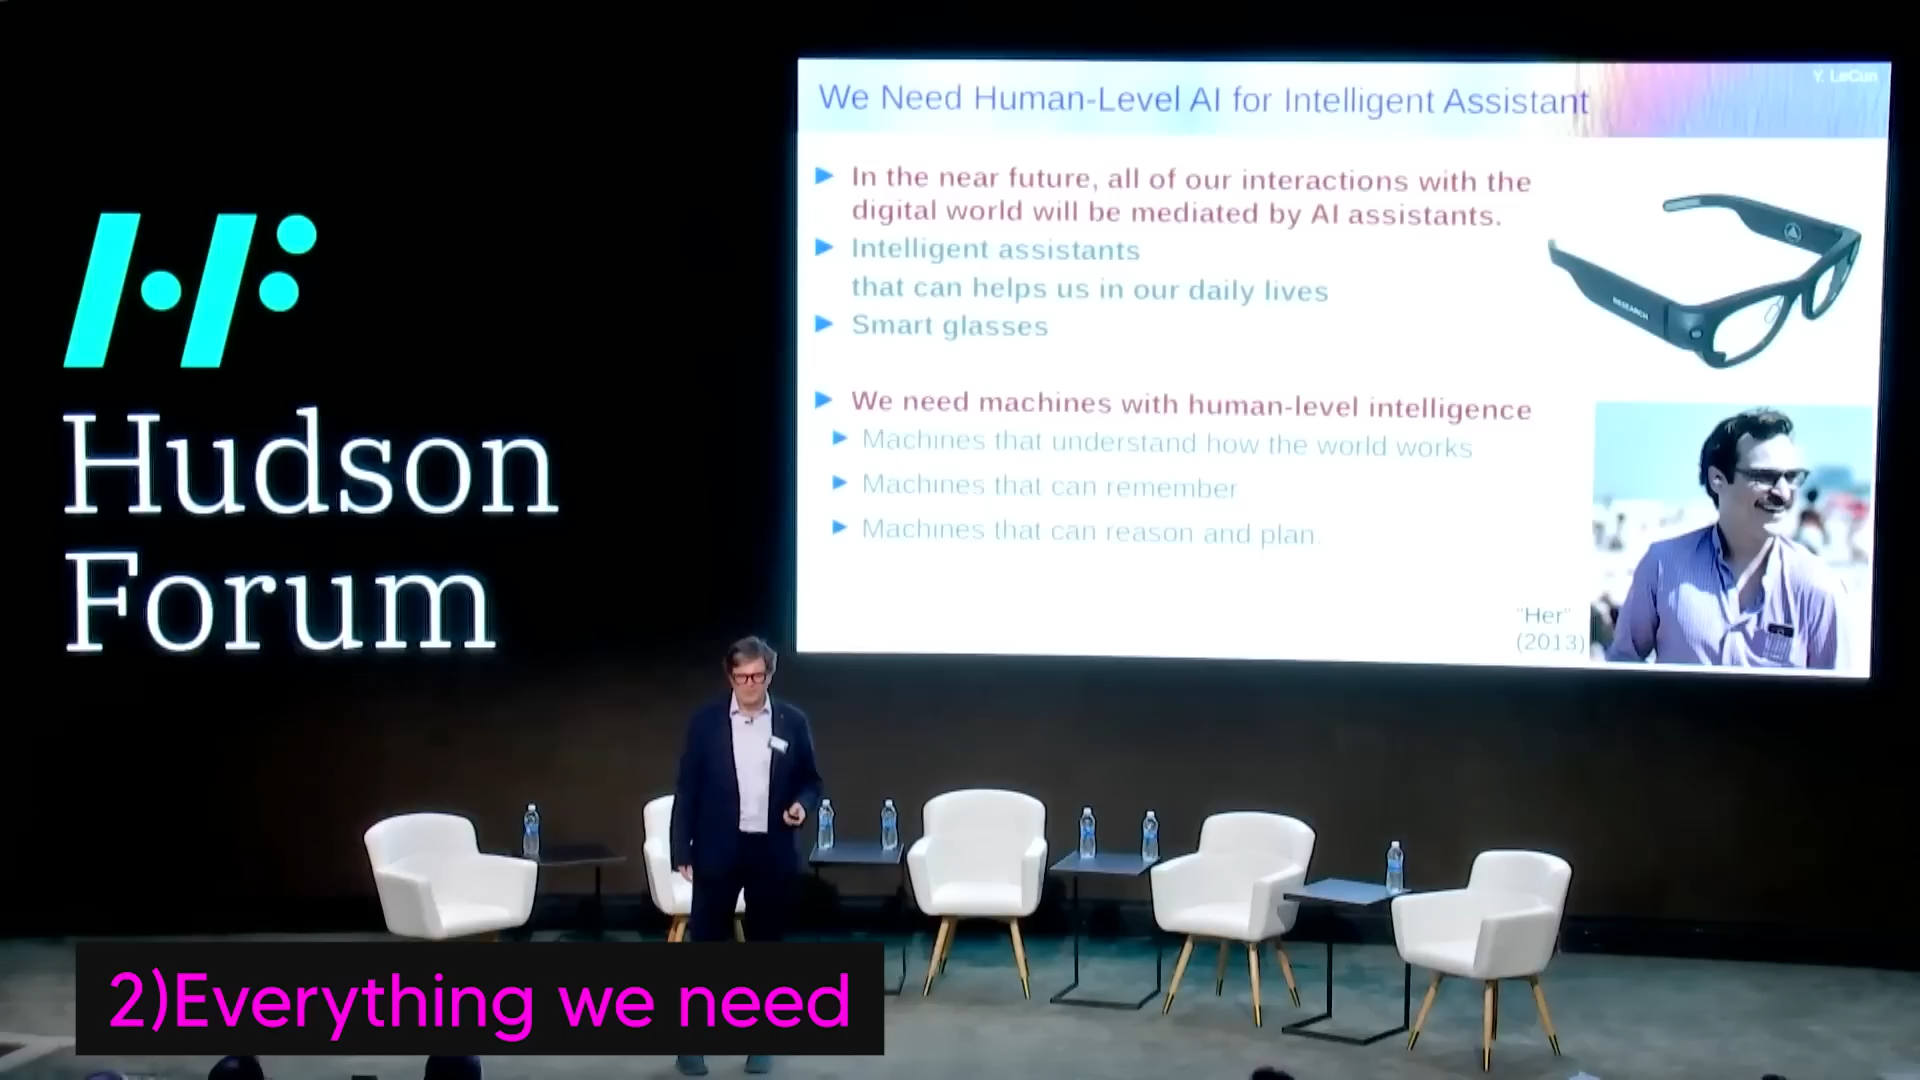 Hudson
Forum
Y. LeCun
We Need Human-Level AI for Intelligent Assistant
In the near future, all of our interactions with the
digital world will be mediated by AI assistants.
Intelligent assistants
that can helps us in our daily lives
Smart glasses
We need machines with human-level intelligence
Machines that understand how the world works
Machines that can remember
Machines that can reason and plan.
RESEARCH
"Her"
(2013)
2)Everything we need